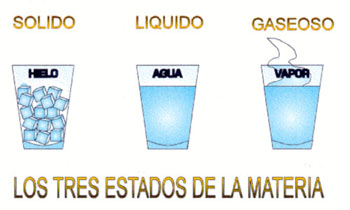 SOLIDO LIQUIDO GASEOSO
HIELO AGUA VAPOR
LOS TRES ESTADOS DE LA MATERIA